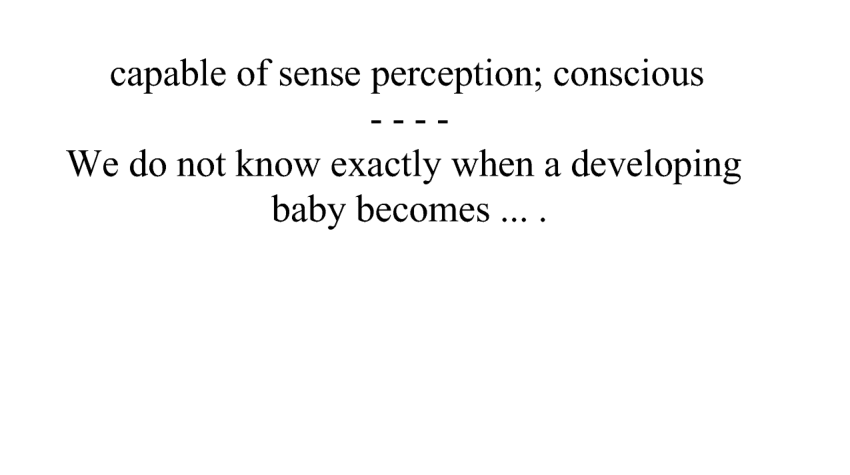 capable of sense perception; conscious
- - - -
We do not know exactly when a developing
baby becomes ... .